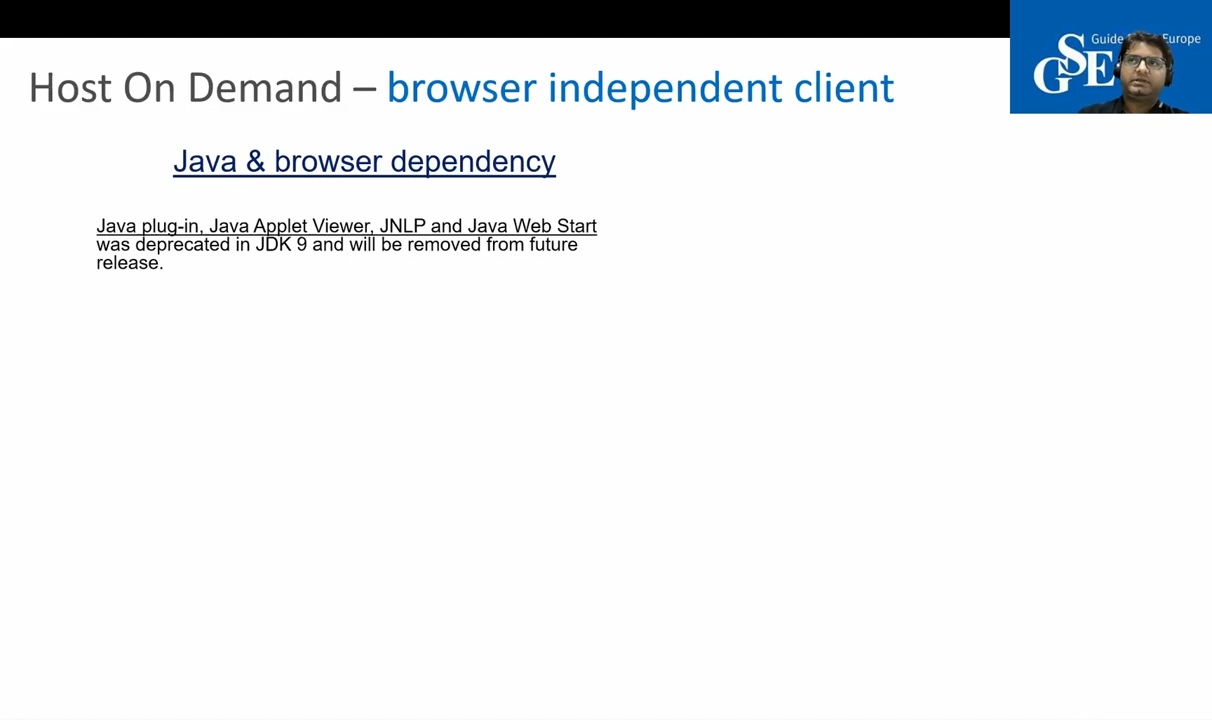 Host On Demand – browser independent client
GSE
Guide
Europe
Java & browser dependency
Java plug-in, Java Applet Viewer, JNLP and Java Web Start
was deprecated in JDK 9 and will be removed from future
release.